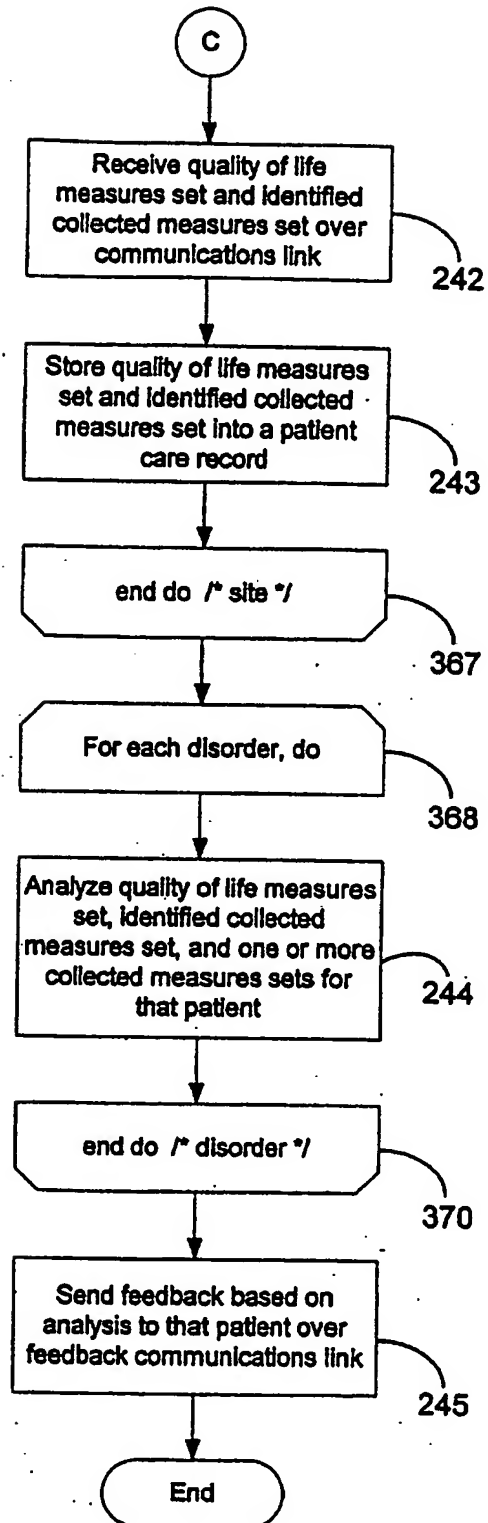 C
Receive quality of life
measures set and identified
collected measures set over
communications link
242
Store quality of life measures
set and identified collected
measures set into a patient
care record
243
end do /* site */
367
For each disorder, do
368
Analyze quality of life measures
set, identified collected
measures set, and one or more
collected measures sets for
that patient
244
end do /* disorder */
370
Send feedback based on
analysis to that patient over
feedback communications link
245
End